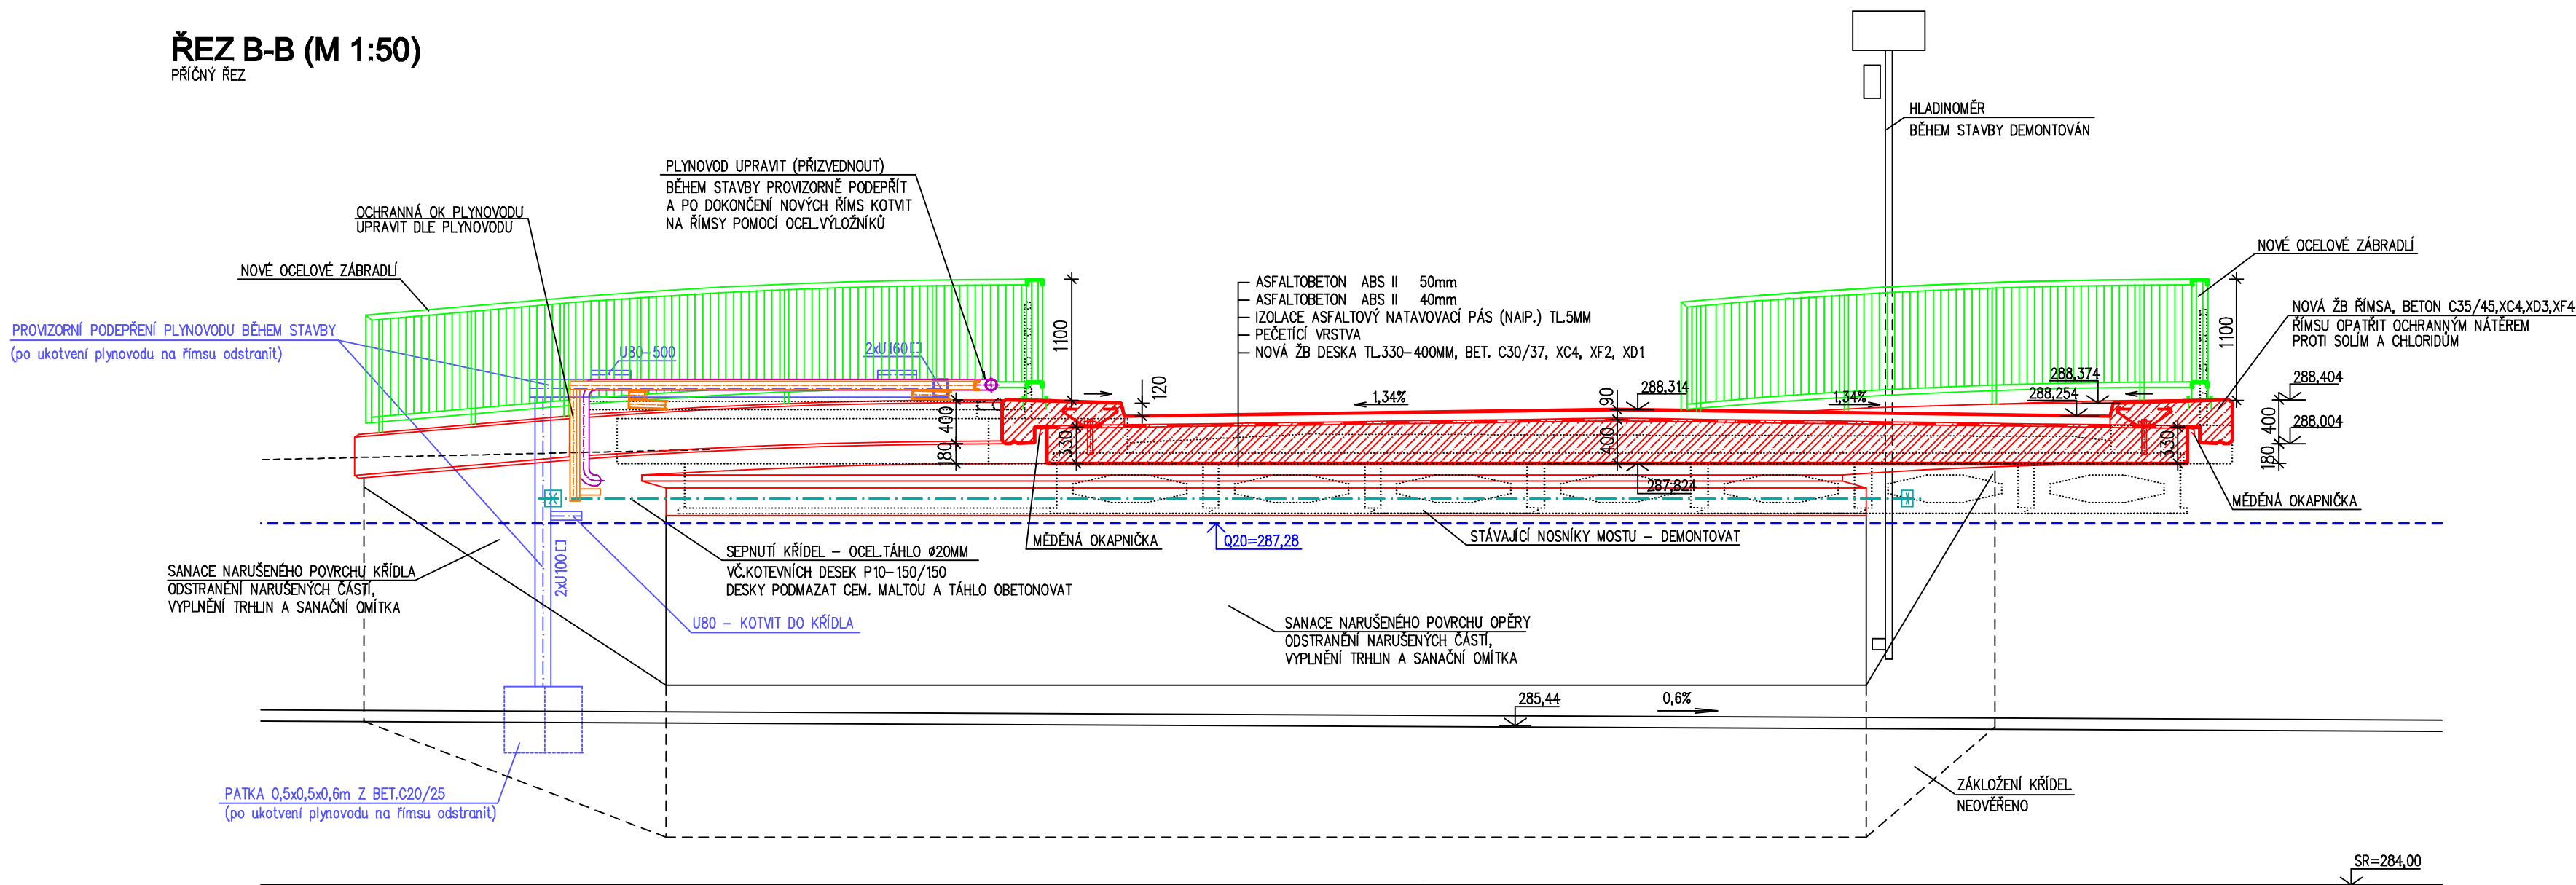 ŘEZ B-B (M 1:50)
PŘÍČNÝ ŘEZ
HLADINOMĚR
BĚHEM STAVBY DEMONTOVÁN
PLYNOVOD UPRAVIT (PŘIZVEDNOUT)
BĚHEM STAVBY PROVIZORNĚ PODEPŘÍT
A PO DOKONČENÍ NOVÝCH ŘÍMS KOTVIT
NA ŘÍMSY POMOCÍ OCEL.VÝLOŽNÍKŮ
OCHRANNÁ OK PLYNOVODU
UPRAVIT DLE PLYNOVODU
NOVÉ OCELOVÉ ZÁBRADLÍ
PROVIZORNÍ PODEPŘENÍ PLYNOVODU BĚHEM STAVBY
(po ukotvení plynovodu na římsu odstranit)
U80-500
2xU160[]
1100
120
400
180
330
ASFALTOBETON ABS II 50mm
ASFALTOBETON ABS II 40mm
IZOLACE ASFALTOVÝ NATAVOVACÍ PÁS (NAIP.) TL.5MM
PEČETÍCÍ VRSTVA
NOVÁ ŽB DESKA TL.330-400MM, BET. C30/37, XC4, XF2, XD1
1,34%
90
400
288,314
287,824
1,34%
288,374
288,254
NOVÉ OCELOVÉ ZÁBRADLÍ
NOVÁ ŽB ŘÍMSA, BETON C35/45,XC4,XD3,XF4
ŘÍMSU OPATŘIT OCHRANNÝM NÁTĚREM
PROTI SOLÍM A CHLORIDŮM
1100
288,404
288,004
400
180
330
MĚDĚNÁ OKAPNIČKA
MĚDĚNÁ OKAPNIČKA
Q20=287,28
STÁVAJÍCÍ NOSNÍKY MOSTU - DEMONTOVAT
SEPNUTÍ KŘÍDEL - OCEL.TÁHLO ø20MM
VČ.KOTEVNÍCH DESEK P10-150/150
DESKY PODMAZAT CEM. MALTOU A TÁHLO OBETONOVAT
SANACE NARUŠENÉHO POVRCHU KŘÍDLA
ODSTRANĚNÍ NARUŠENÝCH ČÁSTÍ,
VYPLNĚNÍ TRHLIN A SANAČNÍ OMÍTKA
2xU100[]
U80 - KOTVIT DO KŘÍDLA
SANACE NARUŠENÉHO POVRCHU OPĚRY
ODSTRANĚNÍ NARUŠENÝCH ČÁSTÍ,
VYPLNĚNÍ TRHLIN A SANAČNÍ OMÍTKA
285,44
0,6%
PATKA 0,5x0,5x0,6m Z BET.C20/25
(po ukotvení plynovodu na římsu odstranit)
ZÁKLOŽENÍ KŘÍDEL
NEOVĚŘENO
SR=284,00